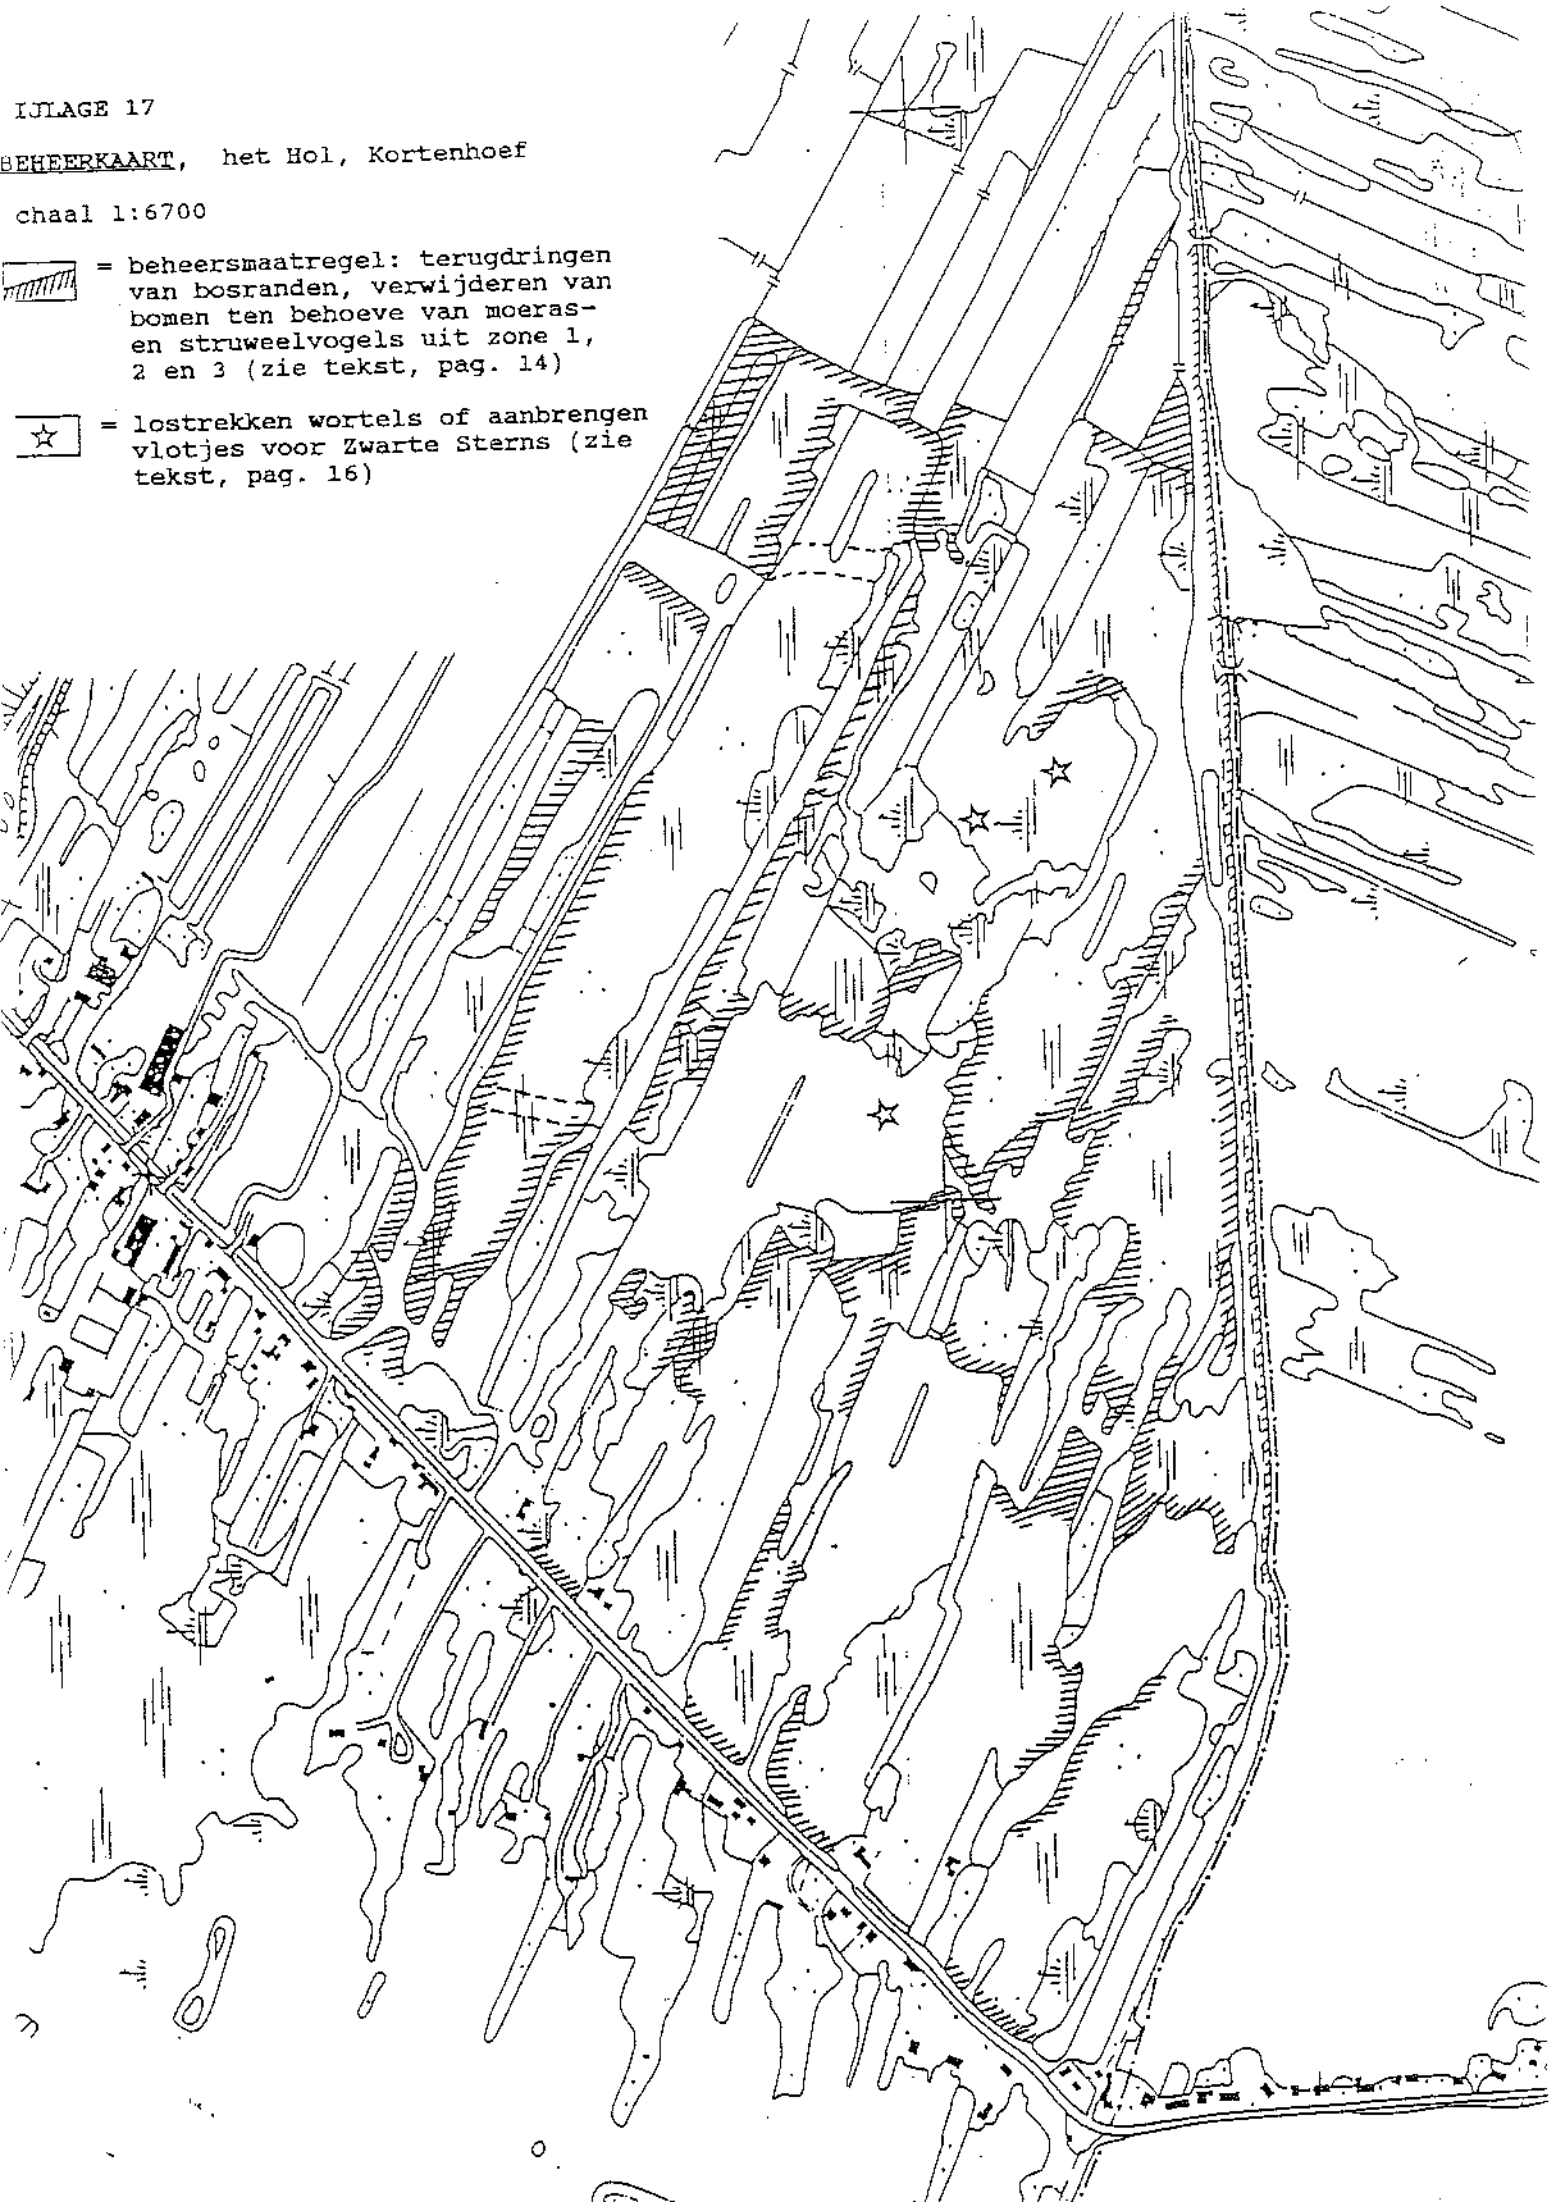 IJLAGE 17
BEHEERKAART, het Hol, Kortenhoef
chaal 1:6700
= beheersmaatregel: terugdringen
van bosranden, verwijderen van
bomen ten behoeve van moeras-
en struweelvogels uit zone 1,
2 en 3 (zie tekst, pag. 14)
= lostrekken wortels of aanbrengen
vlotjes voor Zwarte Sterns (zie
tekst, pag. 16)